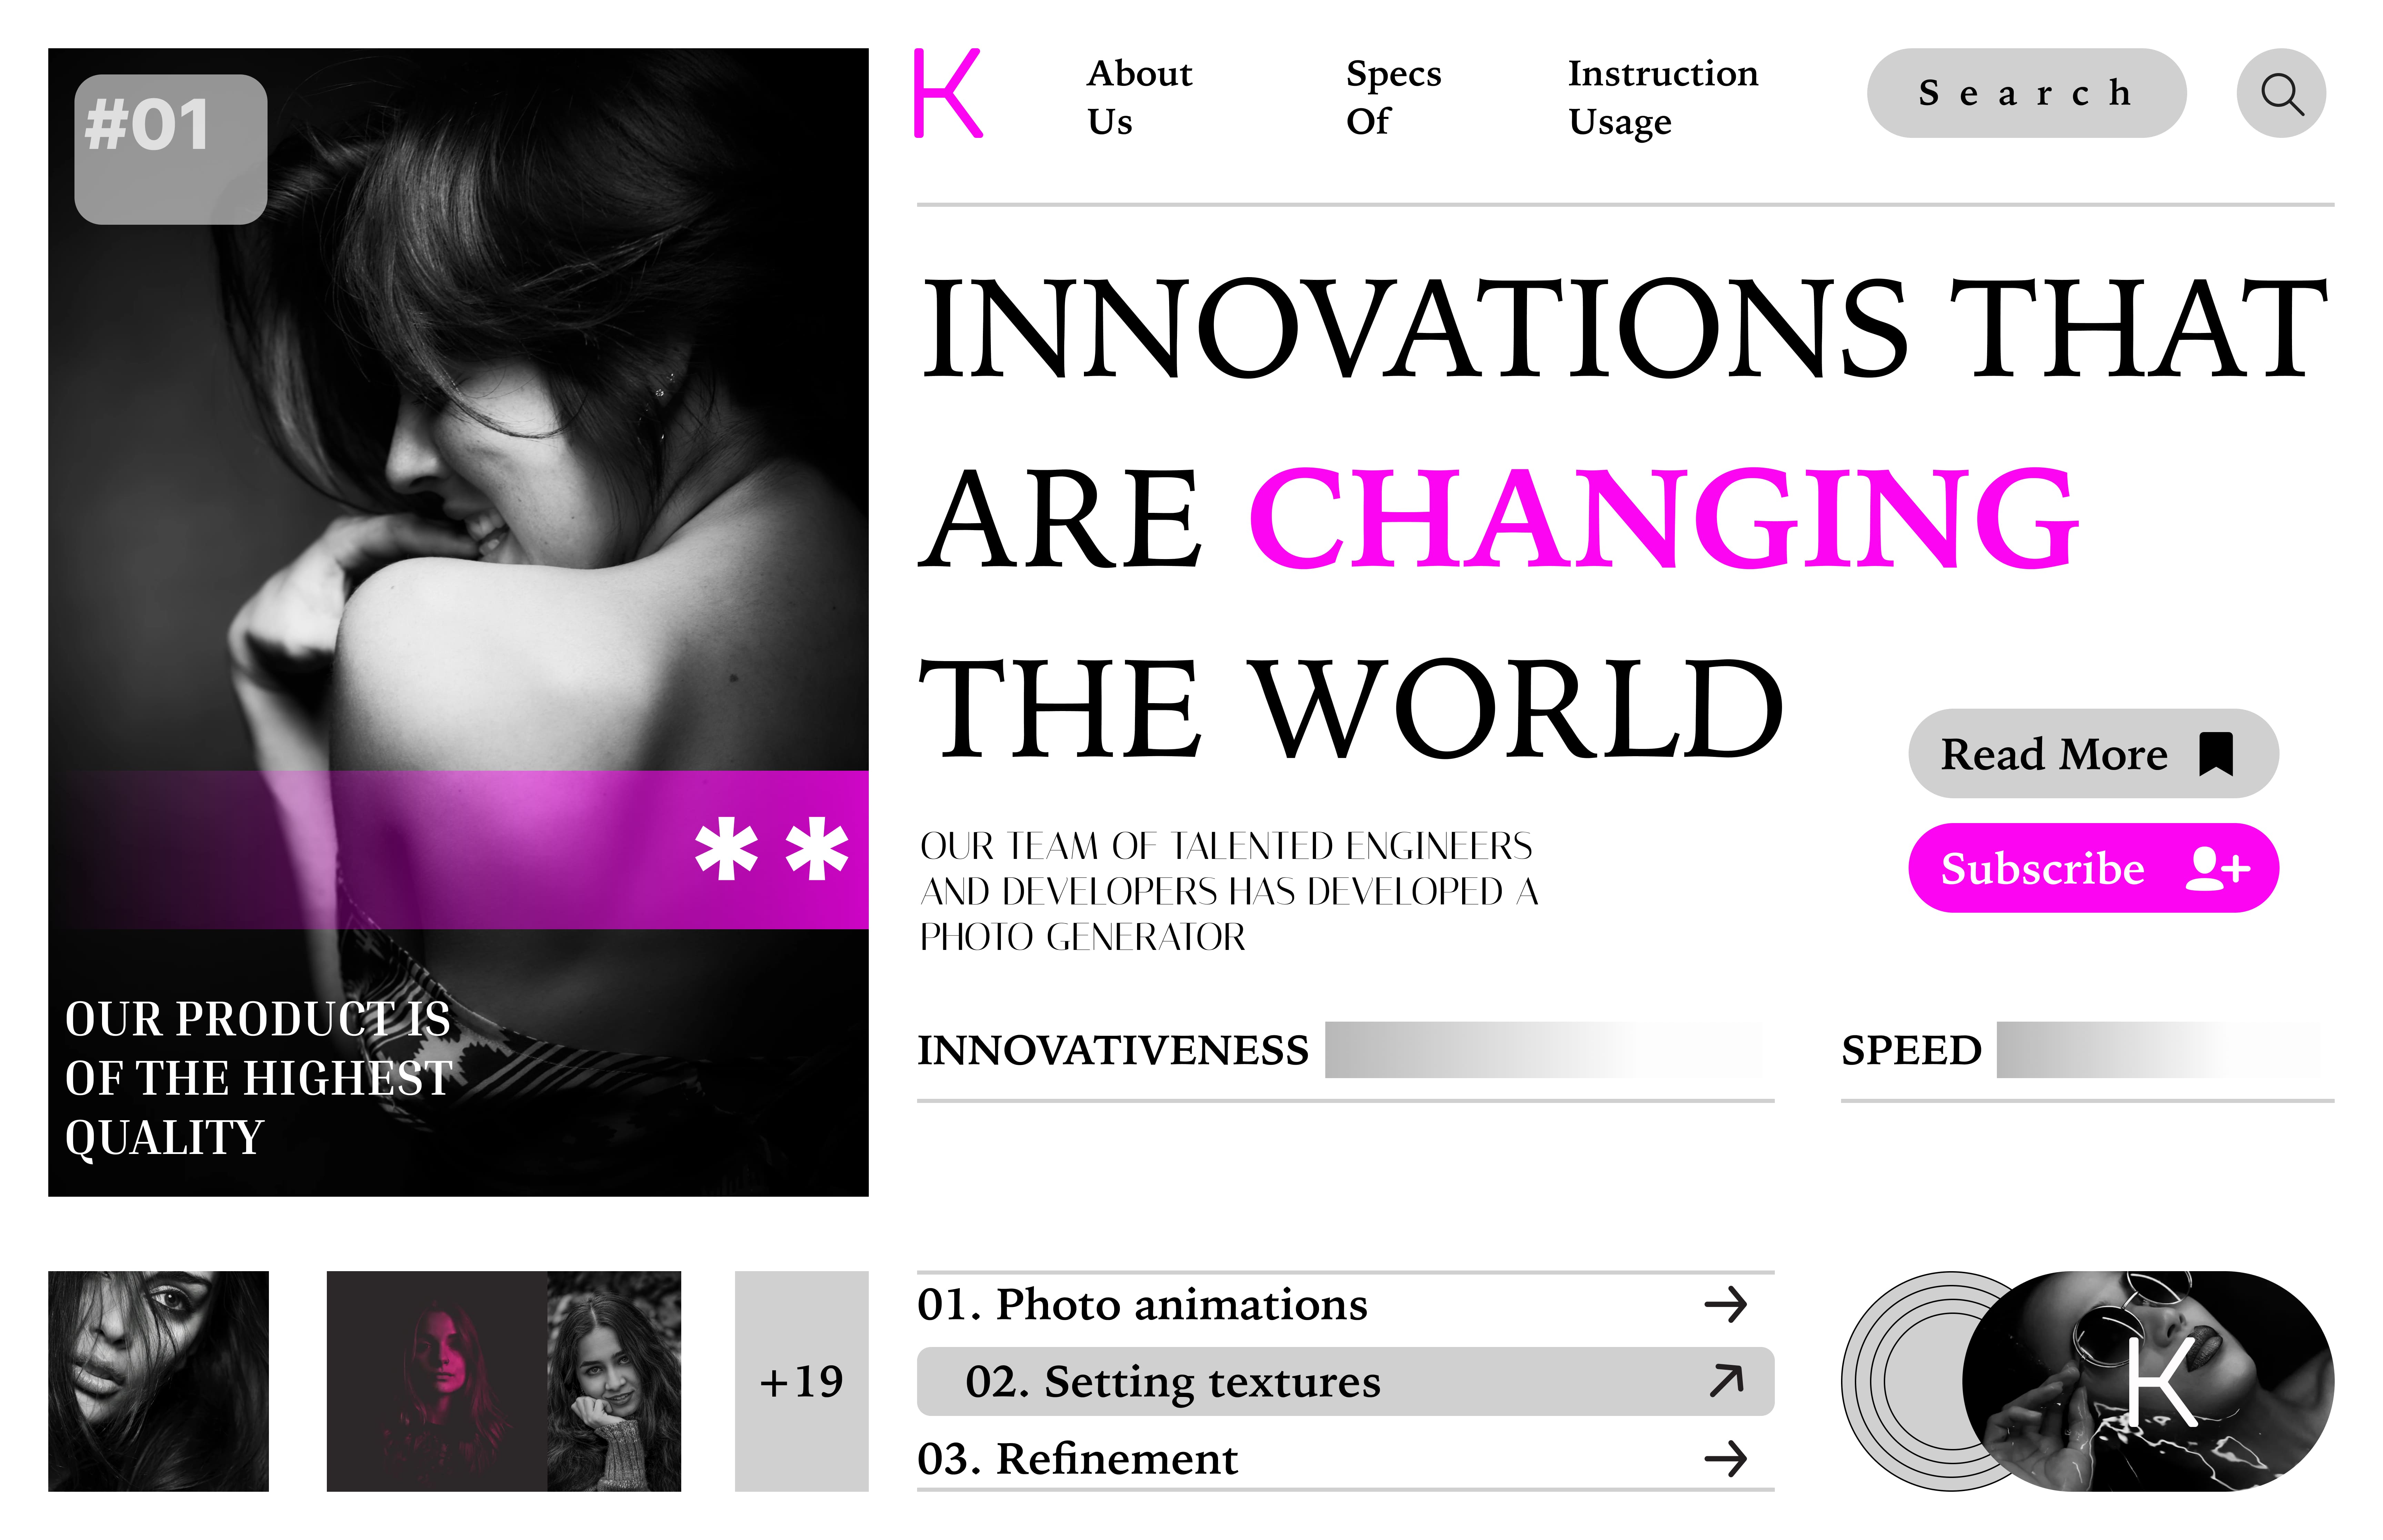 #01
**
OUR PRODUCT IS
OF THE HIGHEST
QUALITY
K
About
Us
Specs
Of
Instruction
Usage
Search
INNOVATIONS THAT
ARE CHANGING
THE WORLD
Read More
Subscribe
OUR TEAM OF TALENTED ENGINEERS
AND DEVELOPERS HAS DEVELOPED A
PHOTO GENERATOR
INNOVATIVENESS
SPEED
+19
01. Photo animations
02. Setting textures
03. Refinement
K